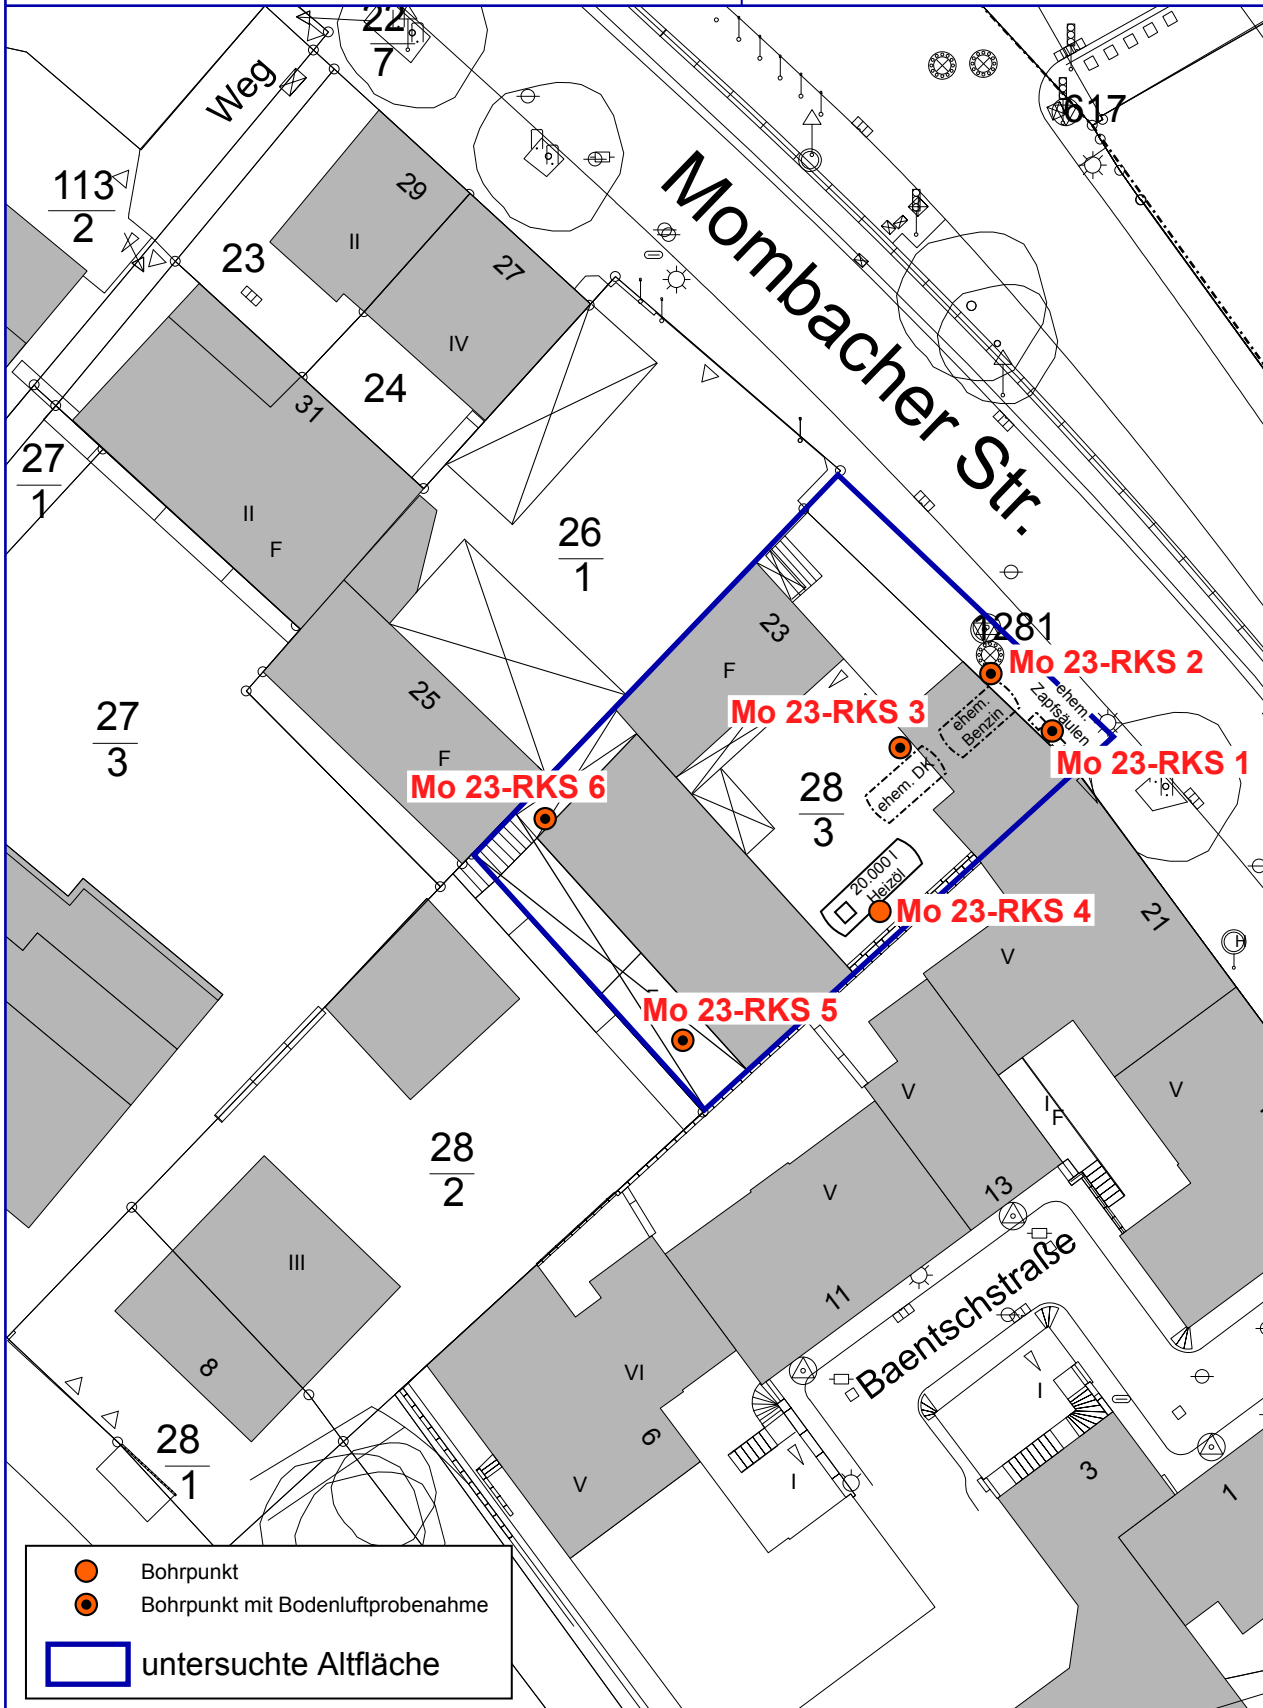 22
7
Weg
617
113
2
29
II
27
23
Mombacher Str.
IV
24
31
27
1
II
F
26
1
23
F
1281
Mo 23-RKS 2
ehem.
Zapfsäulen
25
F
Mo 23-RKS 3
ehem.
Benzin
27
3
Mo 23-RKS 1
Mo 23-RKS 6
ehem. DK
28
3
20.000 l
Heizöl
Mo 23-RKS 4
21
H
V
Mo 23-RKS 5
V
V
I
F
28
2
V
13
III
11
Baentschstraße
8
VI
I
9
V
I
3
1
28
1
Bohrpunkt
Bohrpunkt mit Bodenluftprobenahme
untersuchte Altfläche